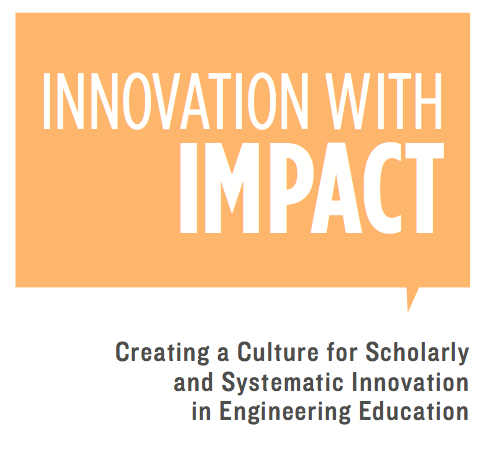 INNOVATION WITH
IMPACT
Creating a Culture for Scholarly
and Systematic Innovation
in Engineering Education